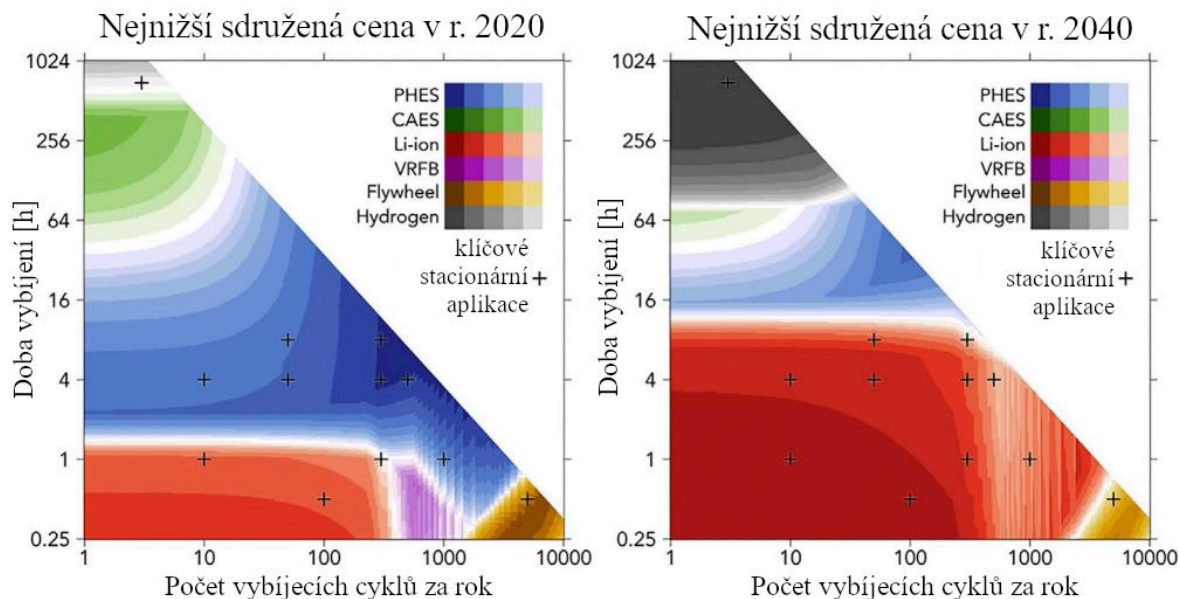 Nejnižší sdružená cena v r. 2020
1024
256
64
16
4
1
0.25
Doba vybíjení [h]
PHES
CAES
Li-ion
VRFB
Flywheel
Hydrogen
klíčové
stacionární +
aplikace
1 10 100 1000 10000
Počet vybíjecích cyklů za rok
Nejnižší sdružená cena v r. 2040
1024
256
64
16
4
1
0.25
Doba vybíjení [h]
PHES
CAES
Li-ion
VRFB
Flywheel
Hydrogen
klíčové
stacionární +
aplikace
1 10 100 1000 10000
Počet vybíjecích cyklů za rok